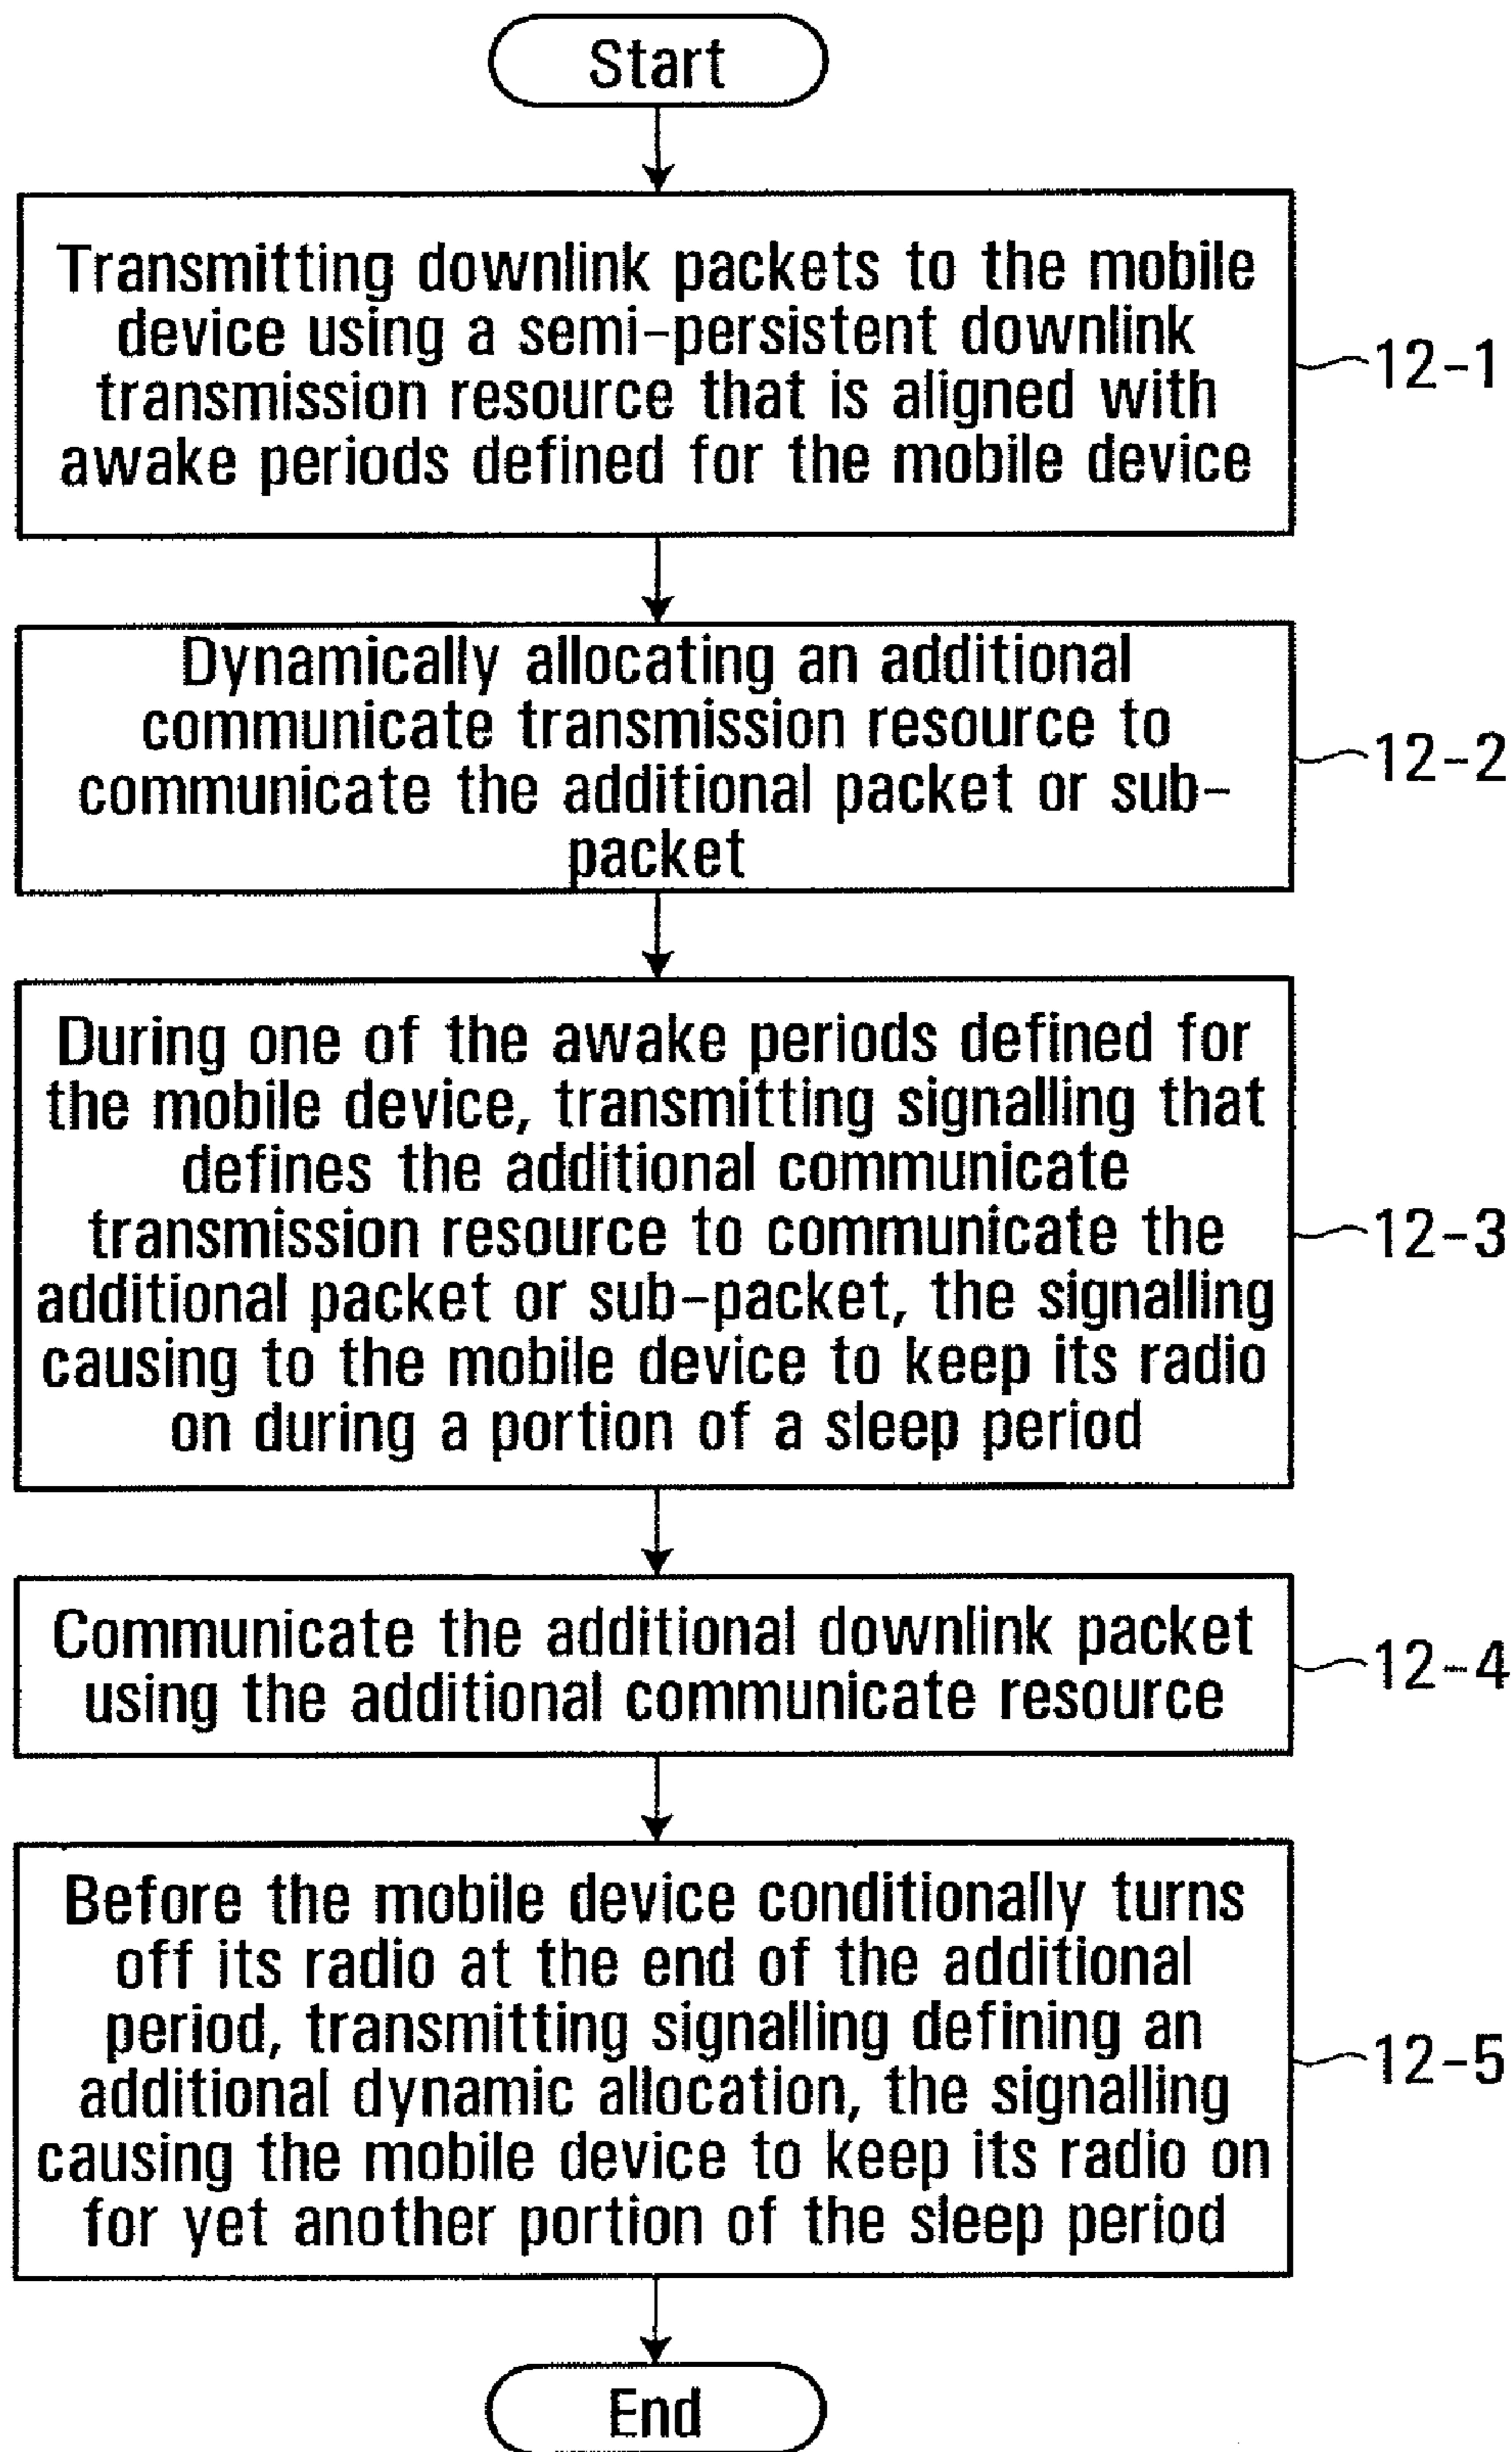 Start
Transmitting downlink packets to the mobile
device using a semi-persistent downlink
transmission resource that is aligned with
awake periods defined for the mobile device
12-1
Dynamically allocating an additional
communicate transmission resource to
communicate the additional packet or sub-
packet
12-2
During one of the awake periods defined for
the mobile device, transmitting signalling that
defines the additional communicate
transmission resource to communicate the
additional packet or sub-packet, the signalling
causing to the mobile device to keep its radio
on during a portion of a sleep period
12-3
Communicate the additional downlink packet
using the additional communicate resource
12-4
Before the mobile device conditionally turns
off its radio at the end of the additional
period, transmitting signalling defining an
additional dynamic allocation, the signalling
causing the mobile device to keep its radio on
for yet another portion of the sleep period
12-5
End